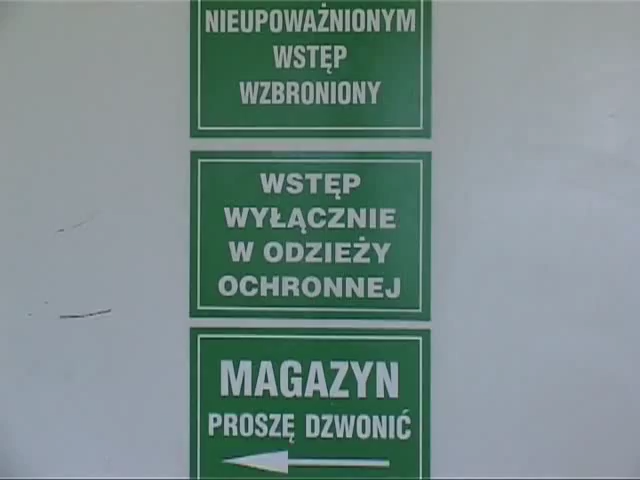 NIEUPOWAŻNIONYM
WSTĘP
WZBRONIONY
WSTĘP
WYŁĄCZNIE
W ODZIEŻY
OCHRONNEJ
MAGAZYN
PROSZĘ DZWONIĆ